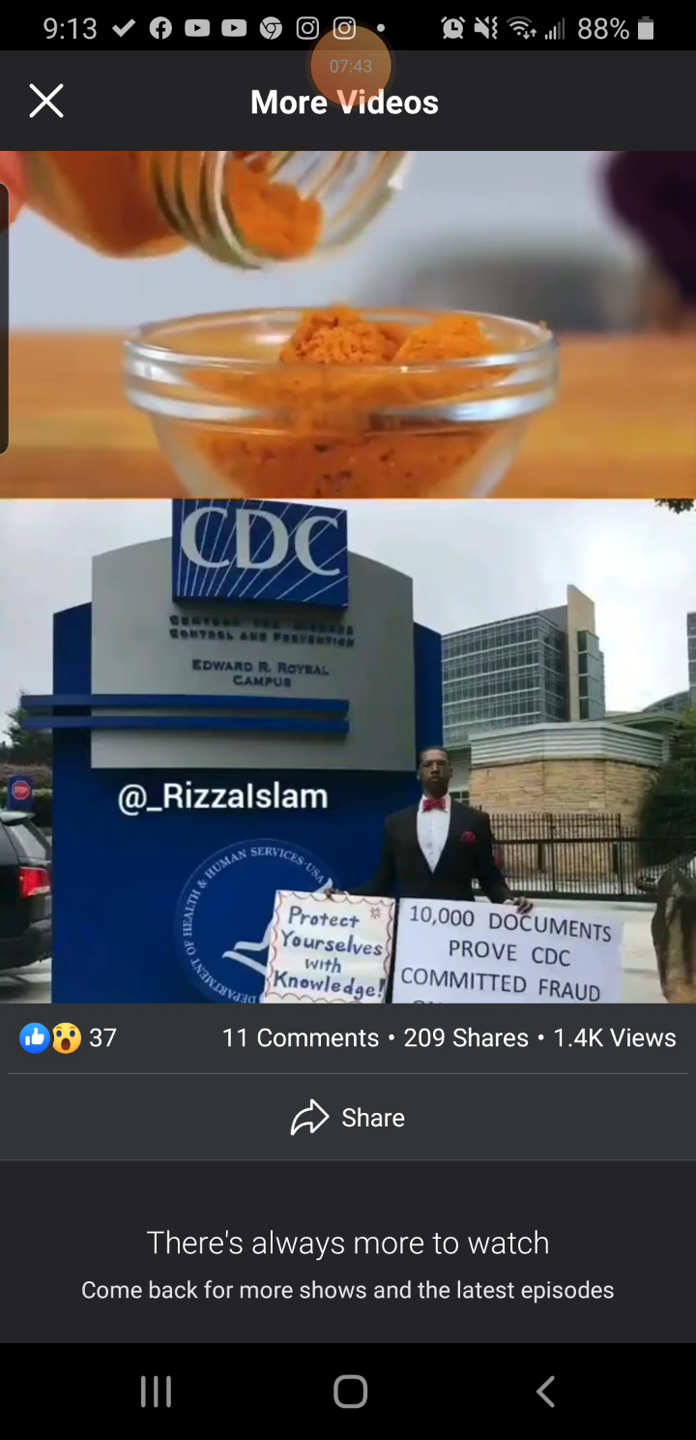 9:13 88%
07:43
More Videos
CDC
CENTERS FOR DISEASE
CONTROL AND PREVENTION
EDWARD R. ROYBAL
CAMPUS
STOP
@_RizzaIslam
DEPARTMENT OF HEALTH & HUMAN SERVICES·USA
Protect
Yourselves
with
Knowledge!
10,000 DOCUMENTS
PROVE CDC
COMMITTED FRAUD
37 11 Comments • 209 Shares • 1.4K Views
Share
There's always more to watch
Come back for more shows and the latest episodes